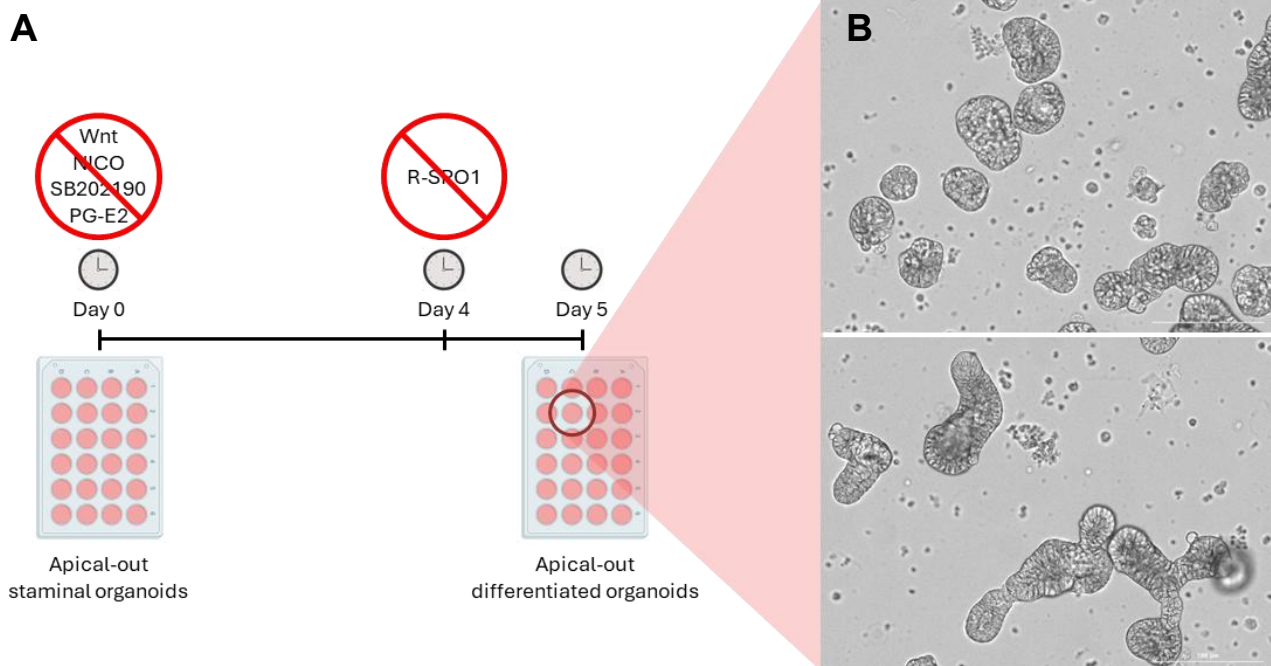 A
B
Wnt
NICO
SB202190
PG-E2
R-SPO1
Day 0
Day 4
Day 5
Apical-out
staminal organoids
Apical-out
differentiated organoids